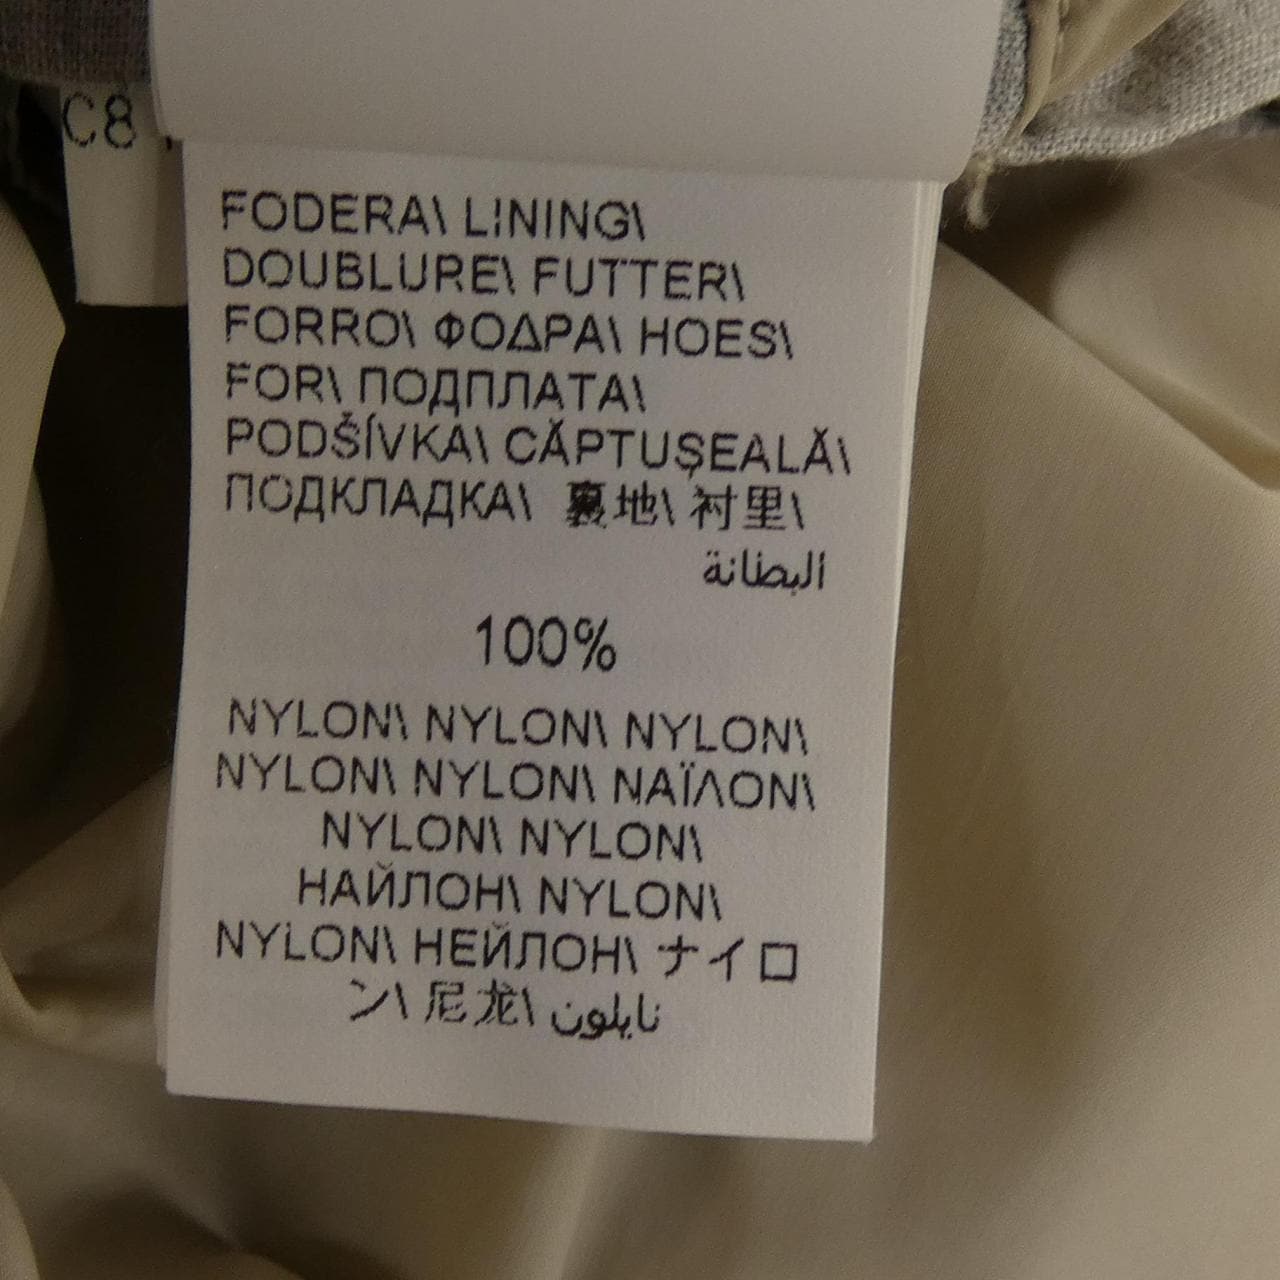 C8
FODERA\ LINING\
DOUBLURE\ FUTTER\
FORRO\ ΦΟΔΡΑ\ HOES\
FOR\ ПОДПЛАТА\
PODŠÍVKA\ CĂPTUŞEALĂ\
ПОДКЛАДКА\ 裏地\ 衬里\
البطانة
100%
NYLON\ NYLON\ NYLON\
NYLON\ NYLON\ ΝΑΪΛΟΝ\
NYLON\ NYLON\
НАЙЛОН\ NYLON\
NYLON\ НЕЙЛОН\ ナイロ
ン\ 尼龙\ نايلون